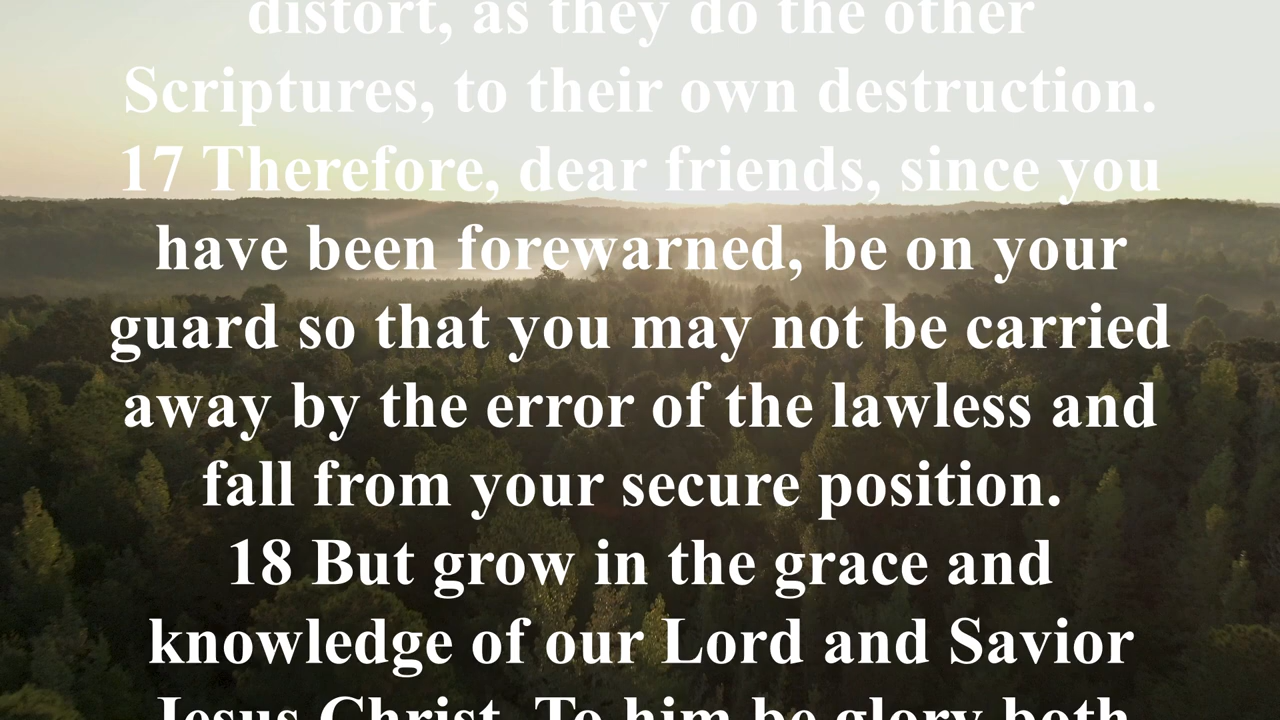 distort, as they do the other
Scriptures, to their own destruction.
17 Therefore, dear friends, since you
have been forewarned, be on your
guard so that you may not be carried
away by the error of the lawless and
fall from your secure position.
18 But grow in the grace and
knowledge of our Lord and Savior
Jesus Christ. To him be glory both